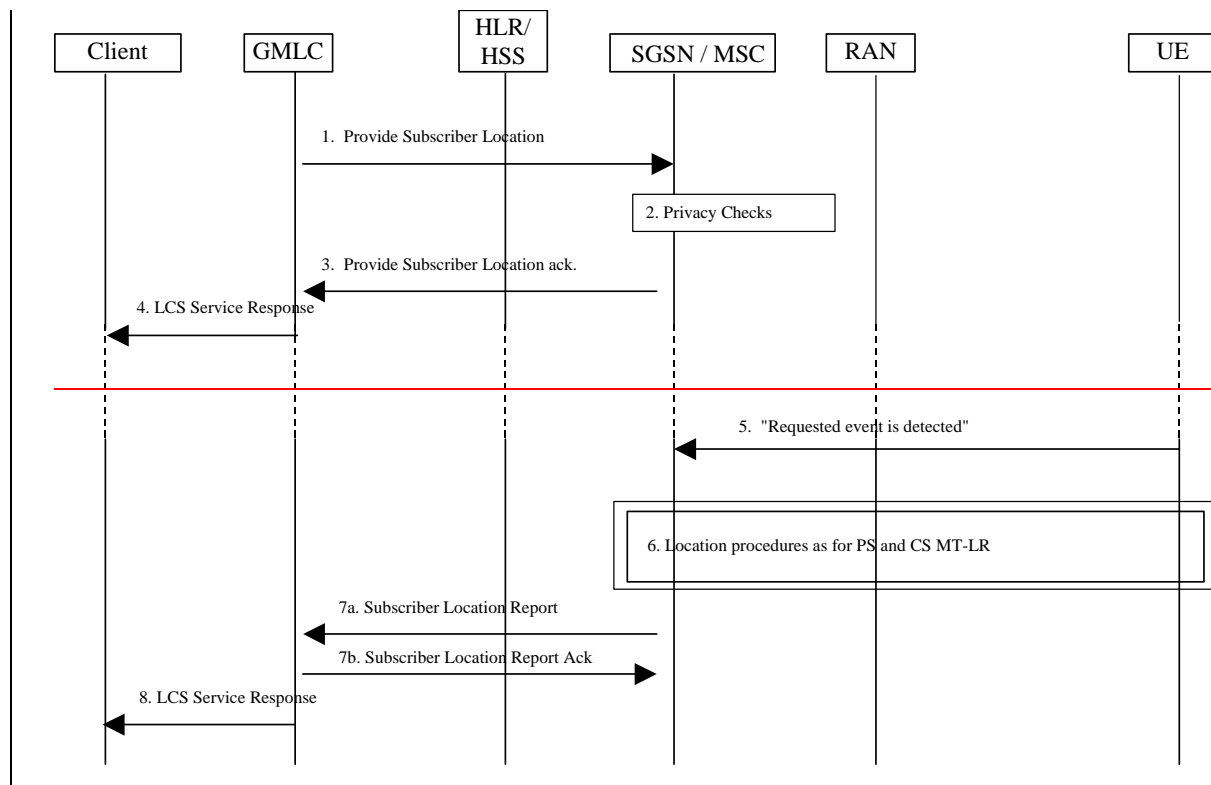 Client
GMLC
HLR/
HSS
SGSN / MSC
RAN
UE
1. Provide Subscriber Location
2. Privacy Checks
3. Provide Subscriber Location ack.
4. LCS Service Response
5. "Requested event is detected"
6. Location procedures as for PS and CS MT-LR
7a. Subscriber Location Report
7b. Subscriber Location Report Ack
8. LCS Service Response